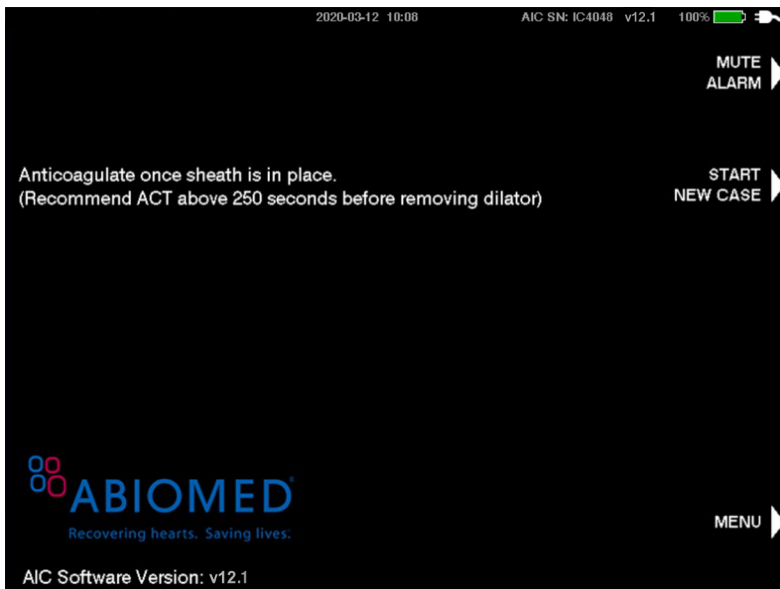 2020-03-12 10:08 AIC SN: IC4048 v12.1 100%
MUTE
ALARM
Anticoagulate once sheath is in place.
(Recommend ACT above 250 seconds before removing dilator)
START
NEW CASE
ABIOMED
Recovering hearts. Saving lives.
MENU
AIC Software Version: v12.1